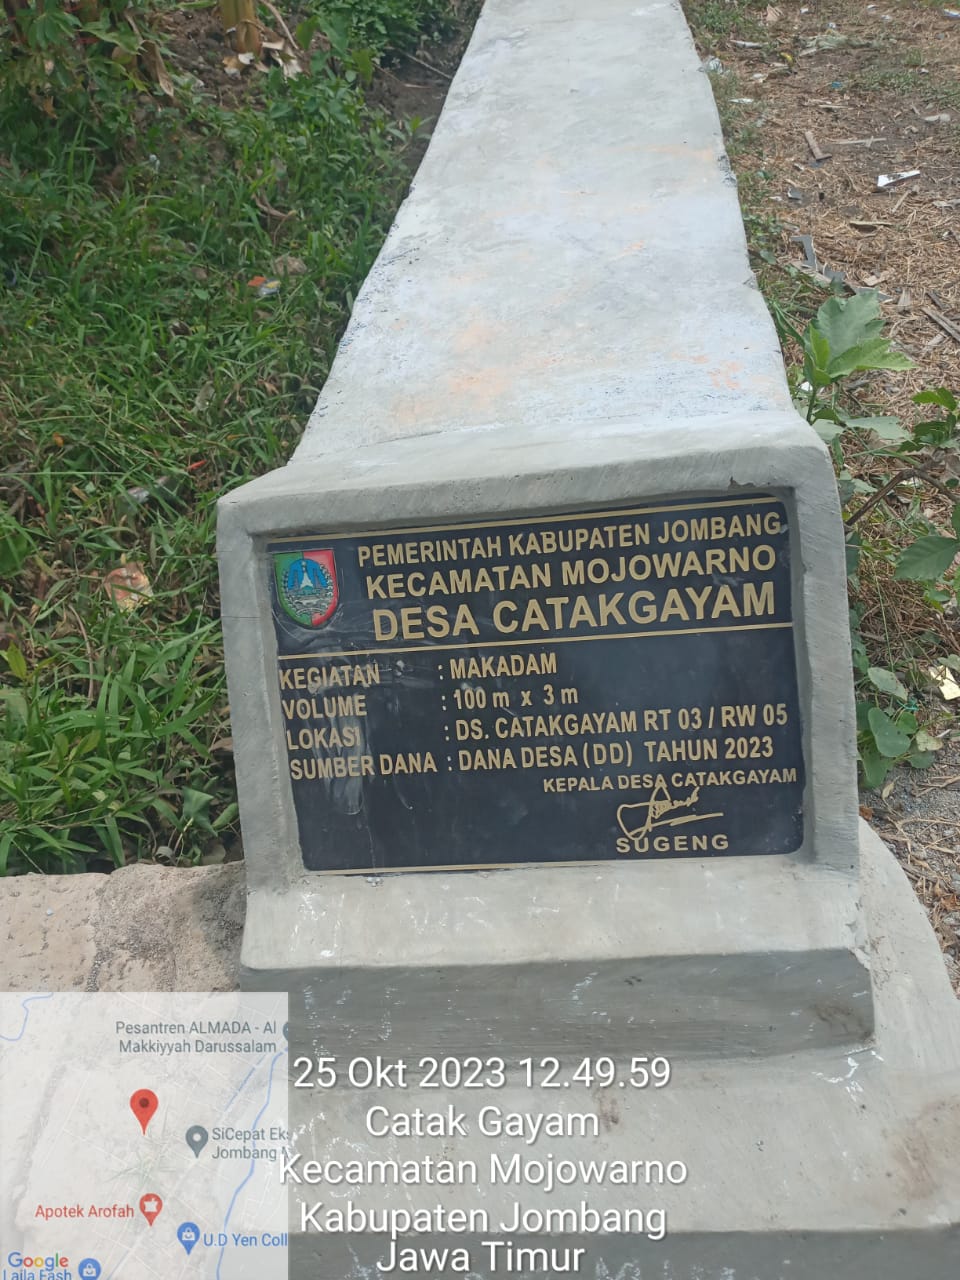 PEMERINTAH KABUPATEN JOMBANG
KECAMATAN MOJOWARNO
DESA CATAKGAYAM
KEGIATAN : MAKADAM
VOLUME : 100 m x 3 m
LOKASI : DS. CATAKGAYAM RT 03 / RW 05
SUMBER DANA : DANA DESA (DD) TAHUN 2023
KEPALA DESA CATAKGAYAM
SUGENG
Pesantren ALMADA - Al
Makkiyyah Darussalam
SiCepat Eks
Jombang
Apotek Arofah
U.D Yen Coll
Google
Laila Fash
25 Okt 2023 12.49.59
Catak Gayam
Kecamatan Mojowarno
Kabupaten Jombang
Jawa Timur